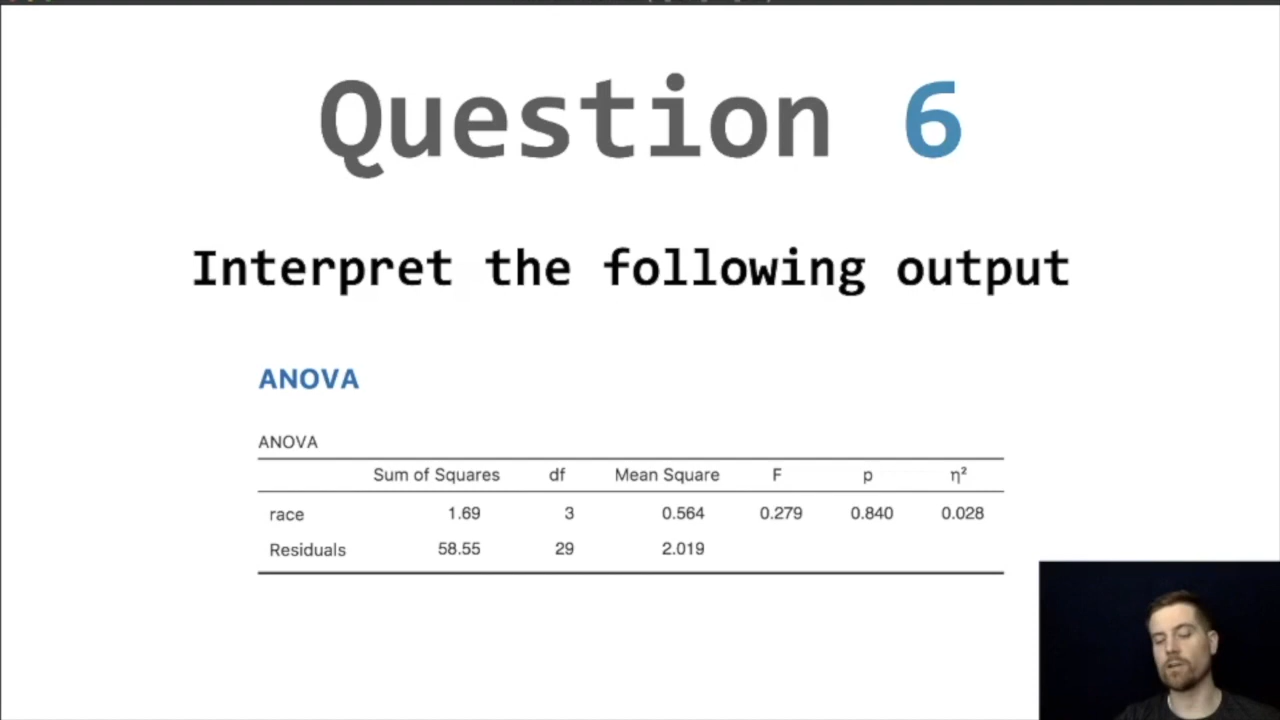 Question 6
Interpret the following output
ANOVA
ANOVA
Sum of Squares df Mean Square F p η²
race 1.69 3 0.564 0.279 0.840 0.028
Residuals 58.55 29 2.019